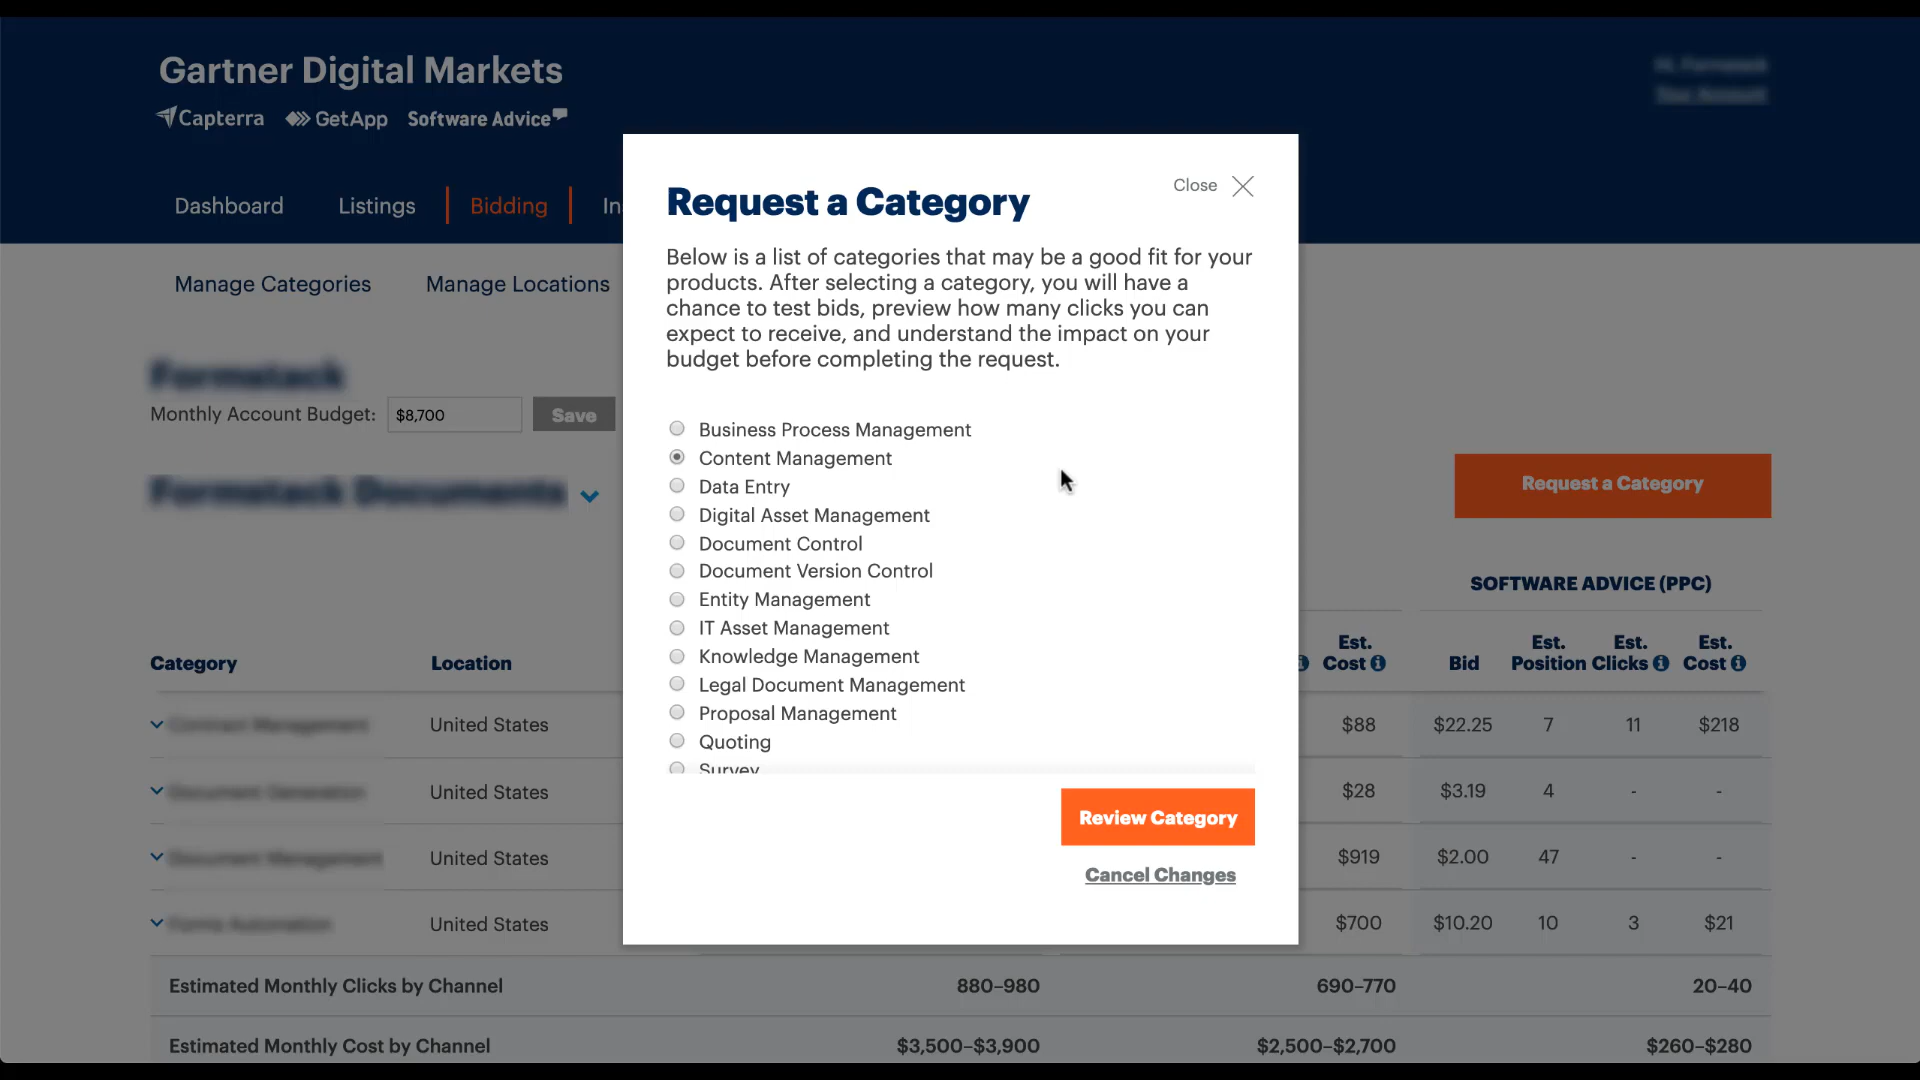 Gartner Digital Markets
Capterra GetApp Software Advice
Dashboard Listings Bidding In
Manage Categories Manage Locations
Monthly Account Budget: $8,700 Save
Request a Category
Close
Below is a list of categories that may be a good fit for your
products. After selecting a category, you will have a
chance to test bids, preview how many clicks you can
expect to receive, and understand the impact on your
budget before completing the request.
Business Process Management
Content Management
Data Entry
Digital Asset Management
Document Control
Document Version Control
Entity Management
IT Asset Management
Knowledge Management
Legal Document Management
Proposal Management
Quoting
Survey
Review Category
Cancel Changes
Request a Category
SOFTWARE ADVICE (PPC)
Category Location Est. Cost Bid Est. Position Est. Clicks Est. Cost
United States $88 $22.25 7 11 $218
United States $28 $3.19 4 - -
United States $919 $2.00 47 - -
United States $700 $10.20 10 3 $21
Estimated Monthly Clicks by Channel 880–980 690–770 20–40
Estimated Monthly Cost by Channel $3,500–$3,900 $2,500–$2,700 $260–$280